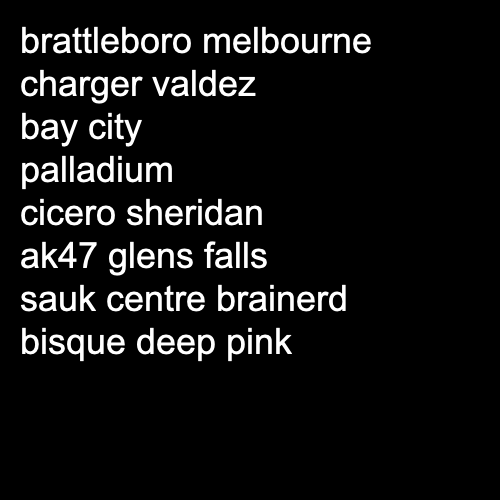 brattleboro melbourne
charger valdez
bay city
palladium
cicero sheridan
ak47 glens falls
sauk centre brainerd
bisque deep pink